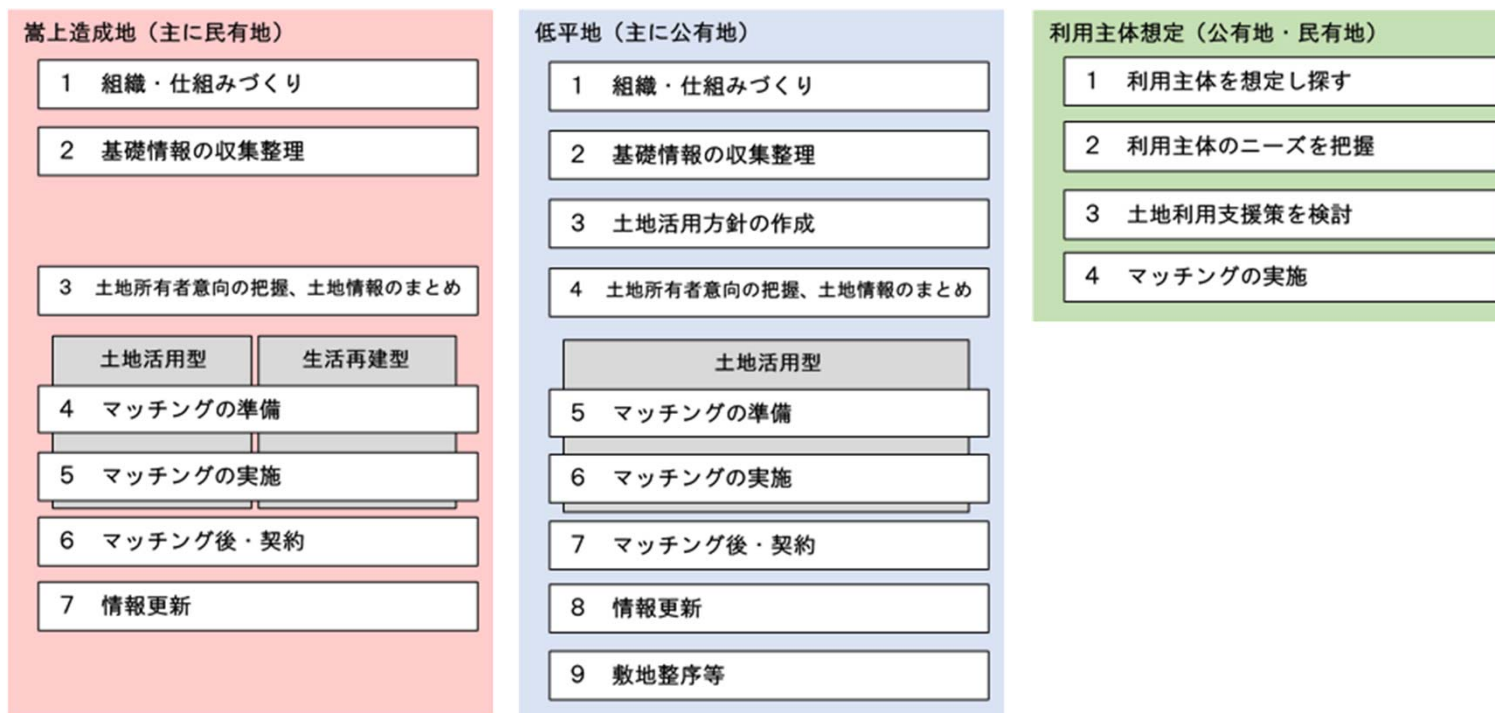 嵩上造成地（主に民有地）
1 組織・仕組みづくり
2 基礎情報の収集整理
3 土地所有者意向の把握、土地情報のまとめ
土地活用型
生活再建型
4 マッチングの準備
5 マッチングの実施
6 マッチング後・契約
7 情報更新
低平地（主に公有地）
1 組織・仕組みづくり
2 基礎情報の収集整理
3 土地活用方針の作成
4 土地所有者意向の把握、土地情報のまとめ
土地活用型
5 マッチングの準備
6 マッチングの実施
7 マッチング後・契約
8 情報更新
9 敷地整序等
利用主体想定（公有地・民有地）
1 利用主体を想定し探す
2 利用主体のニーズを把握
3 土地利用支援策を検討
4 マッチングの実施